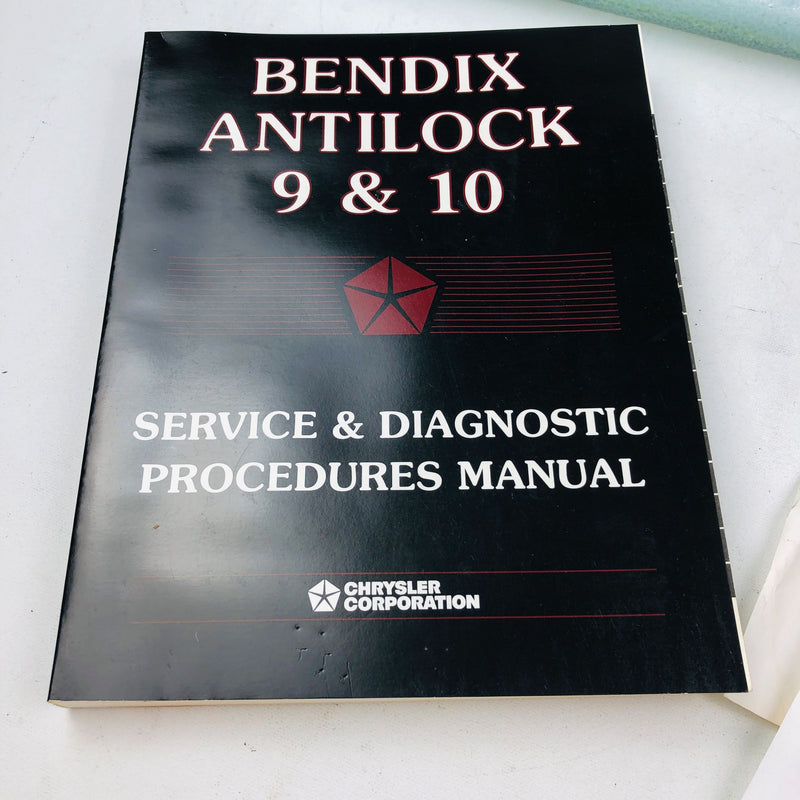 BENDIX
ANTILOCK
9 & 10
SERVICE & DIAGNOSTIC
PROCEDURES MANUAL
CHRYSLER
CORPORATION